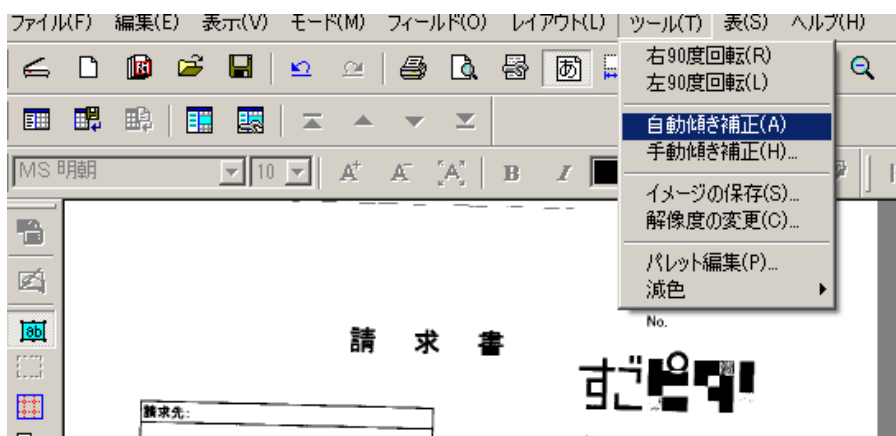 ファイル(F) 編集(E) 表示(V) モード(M) フィールド(O) レイアウト(L) ツール(T) 表(S) ヘルプ(H)
右90度回転(R)
左90度回転(L)
あ
自動傾き補正(A)
手動傾き補正(H)...
MS 明朝 10 A A A B I
イメージの保存(S)...
解像度の変更(C)...
パレット編集(P)...
減色
ab
No.
請求書
すごピタ!
請求先: